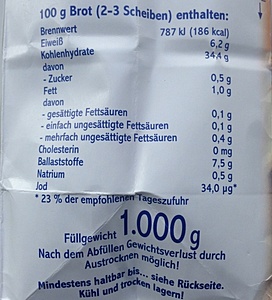 100 g Brot (2-3 Scheiben) enthalten:
Brennwert 787 kJ (186 kcal)
Eiweiß 6,2 g
Kohlenhydrate 34,4 g
davon
- Zucker 0,5 g
Fett 1,0 g
davon
- gesättigte Fettsäuren 0,1 g
- einfach ungesättigte Fettsäuren 0,1 g
- mehrfach ungesättigte Fettsäuren 0,4 g
Cholesterin 0 mg
Ballaststoffe 7,5 g
Natrium 0,5 g
Jod 34,0 µg*
* 23 % der empfohlenen Tageszufuhr
Füllgewicht 1.000 g
Nach dem Abfüllen Gewichtsverlust durch
Austrocknen möglich!
Mindestens haltbar bis... siehe Rückseite.
Kühl und trocken lagern!